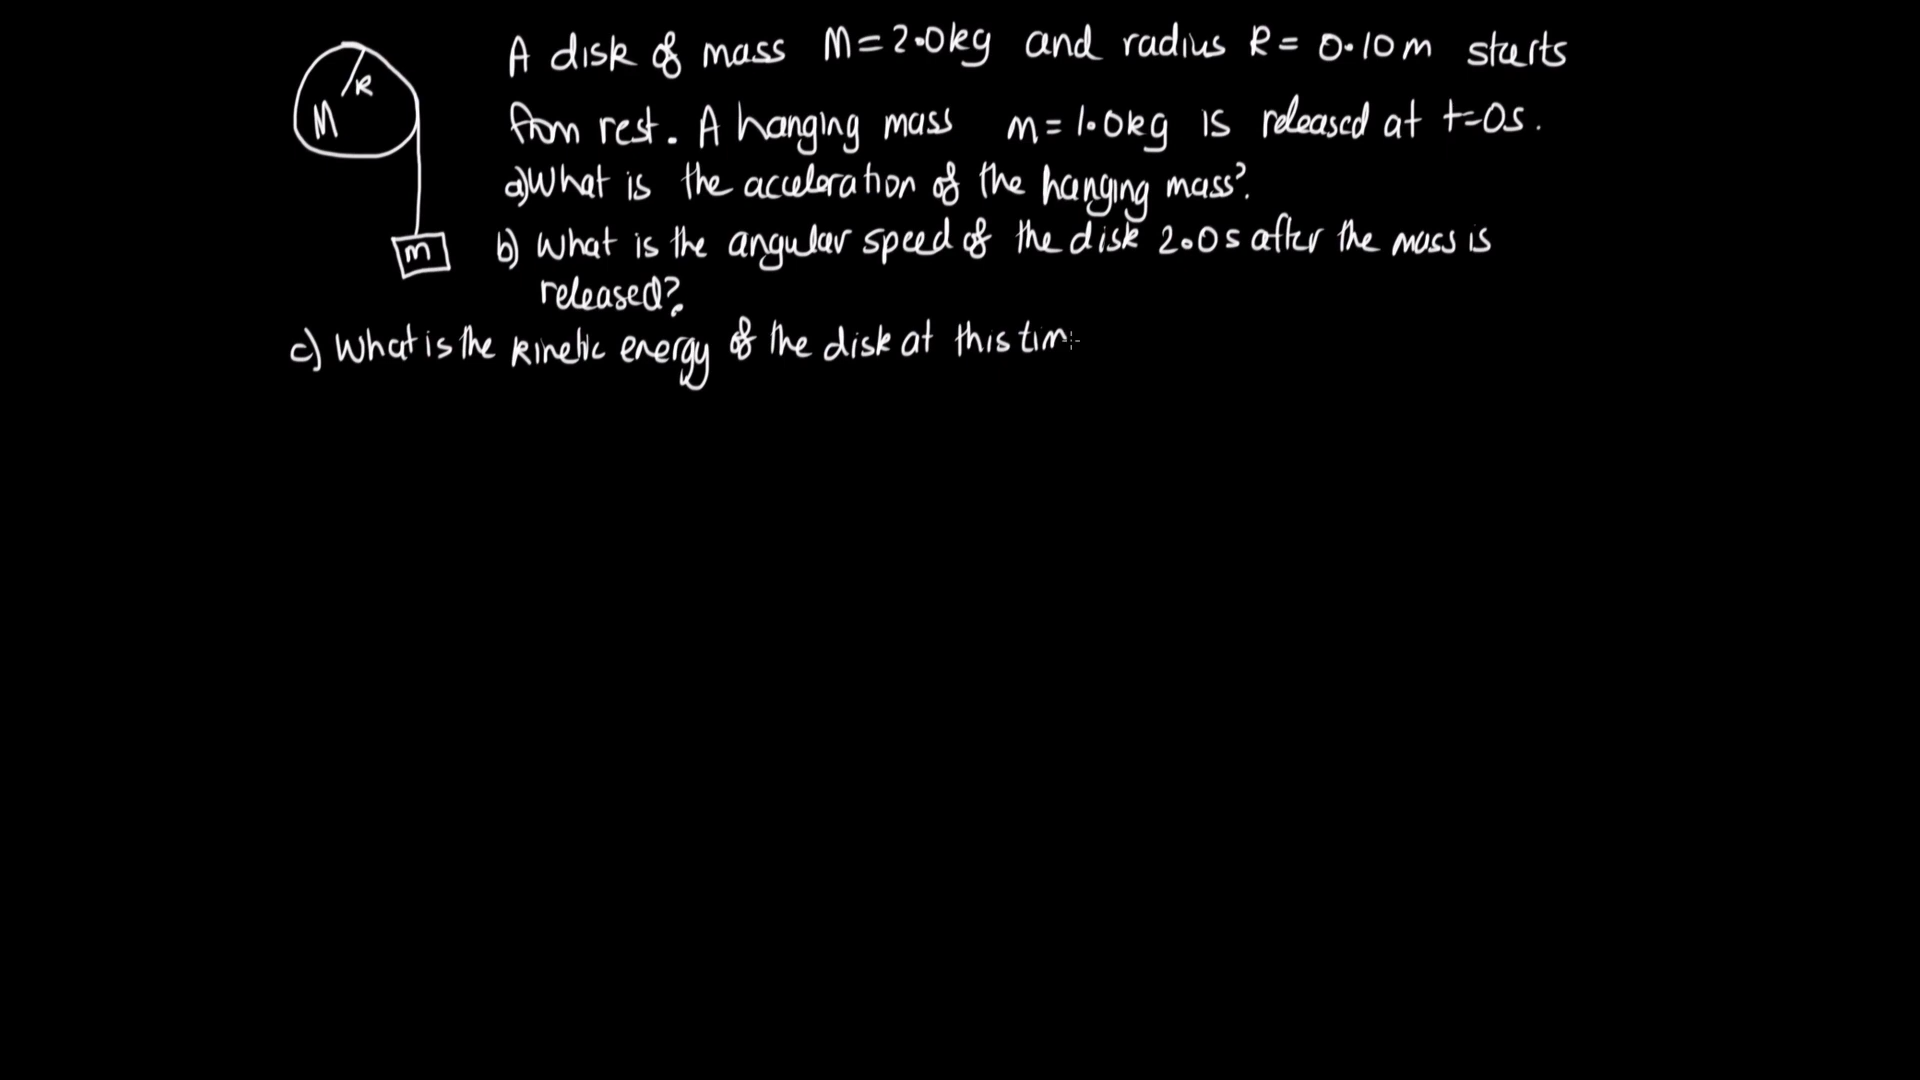 A disk of mass M=2.0kg and radius R= 0.10m starts
M R
from rest. A hanging mass m=1.0kg is released at t=0s.
a) What is the acceleration of the hanging mass?
m
b) What is the angular speed of the disk 2.0s after the mass is
released?
c) What is the kinetic energy of the disk at this tim